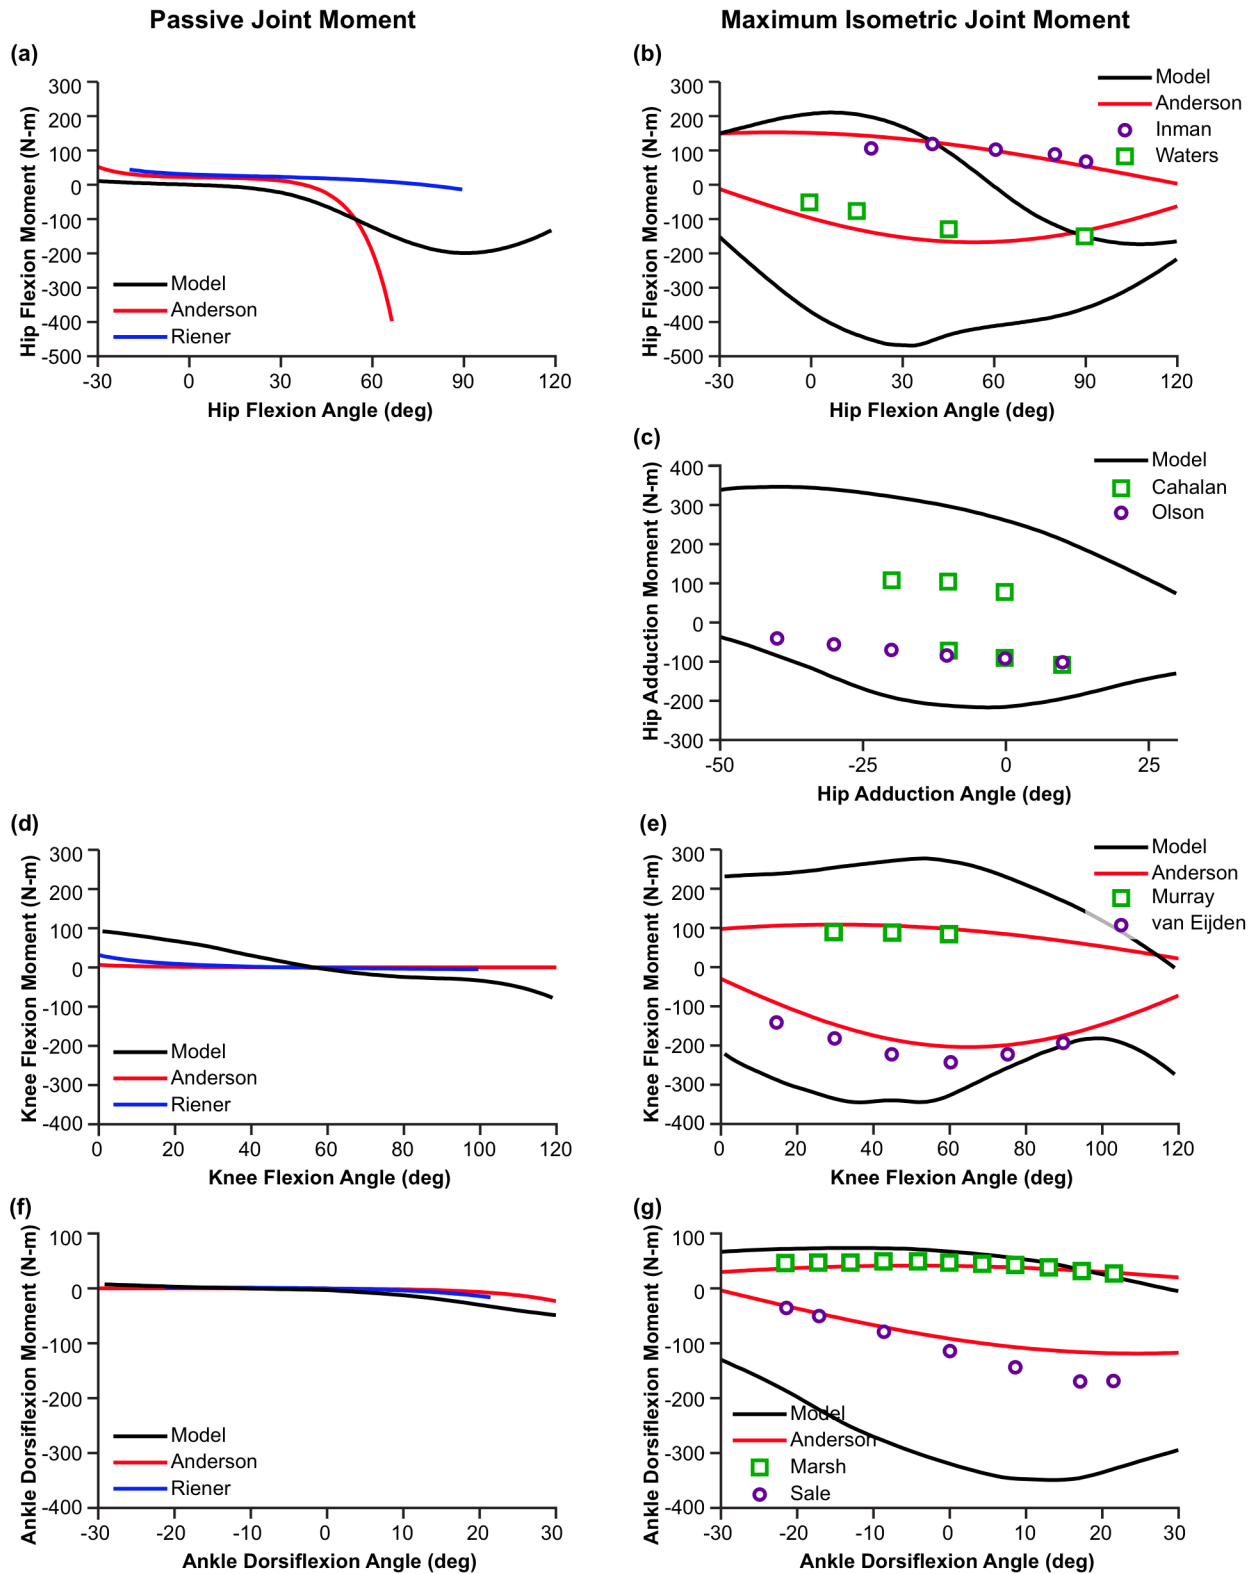 Passive Joint Moment
Maximum Isometric Joint Moment
(a)
300
200
100
0
-100
-200
-300
-400
-500
Hip Flexion Moment (N-m)
Model
Anderson
Riener
-30 0 30 60 90 120
Hip Flexion Angle (deg)
(b)
300
200
100
0
-100
-200
-300
-400
-500
Hip Flexion Moment (N-m)
Model
Anderson
Inman
Waters
-30 0 30 60 90 120
Hip Flexion Angle (deg)
(c)
400
300
200
100
0
-100
-200
-300
Hip Adduction Moment (N-m)
Model
Cahalan
Olson
-50 -25 0 25
Hip Adduction Angle (deg)
(d)
300
200
100
0
-100
-200
-300
-400
Knee Flexion Moment (N-m)
Model
Anderson
Riener
0 20 40 60 80 100 120
Knee Flexion Angle (deg)
(e)
300
200
100
0
-100
-200
-300
-400
Knee Flexion Moment (N-m)
Model
Anderson
Murray
van Eijden
0 20 40 60 80 100 120
Knee Flexion Angle (deg)
(f)
100
0
-100
-200
-300
-400
Ankle Dorsiflexion Moment (N-m)
Model
Anderson
Riener
-30 -20 -10 0 10 20 30
Ankle Dorsiflexion Angle (deg)
(g)
100
0
-100
-200
-300
-400
Ankle Dorsiflexion Moment (N-m)
Model
Anderson
Marsh
Sale
-30 -20 -10 0 10 20 30
Ankle Dorsiflexion Angle (deg)